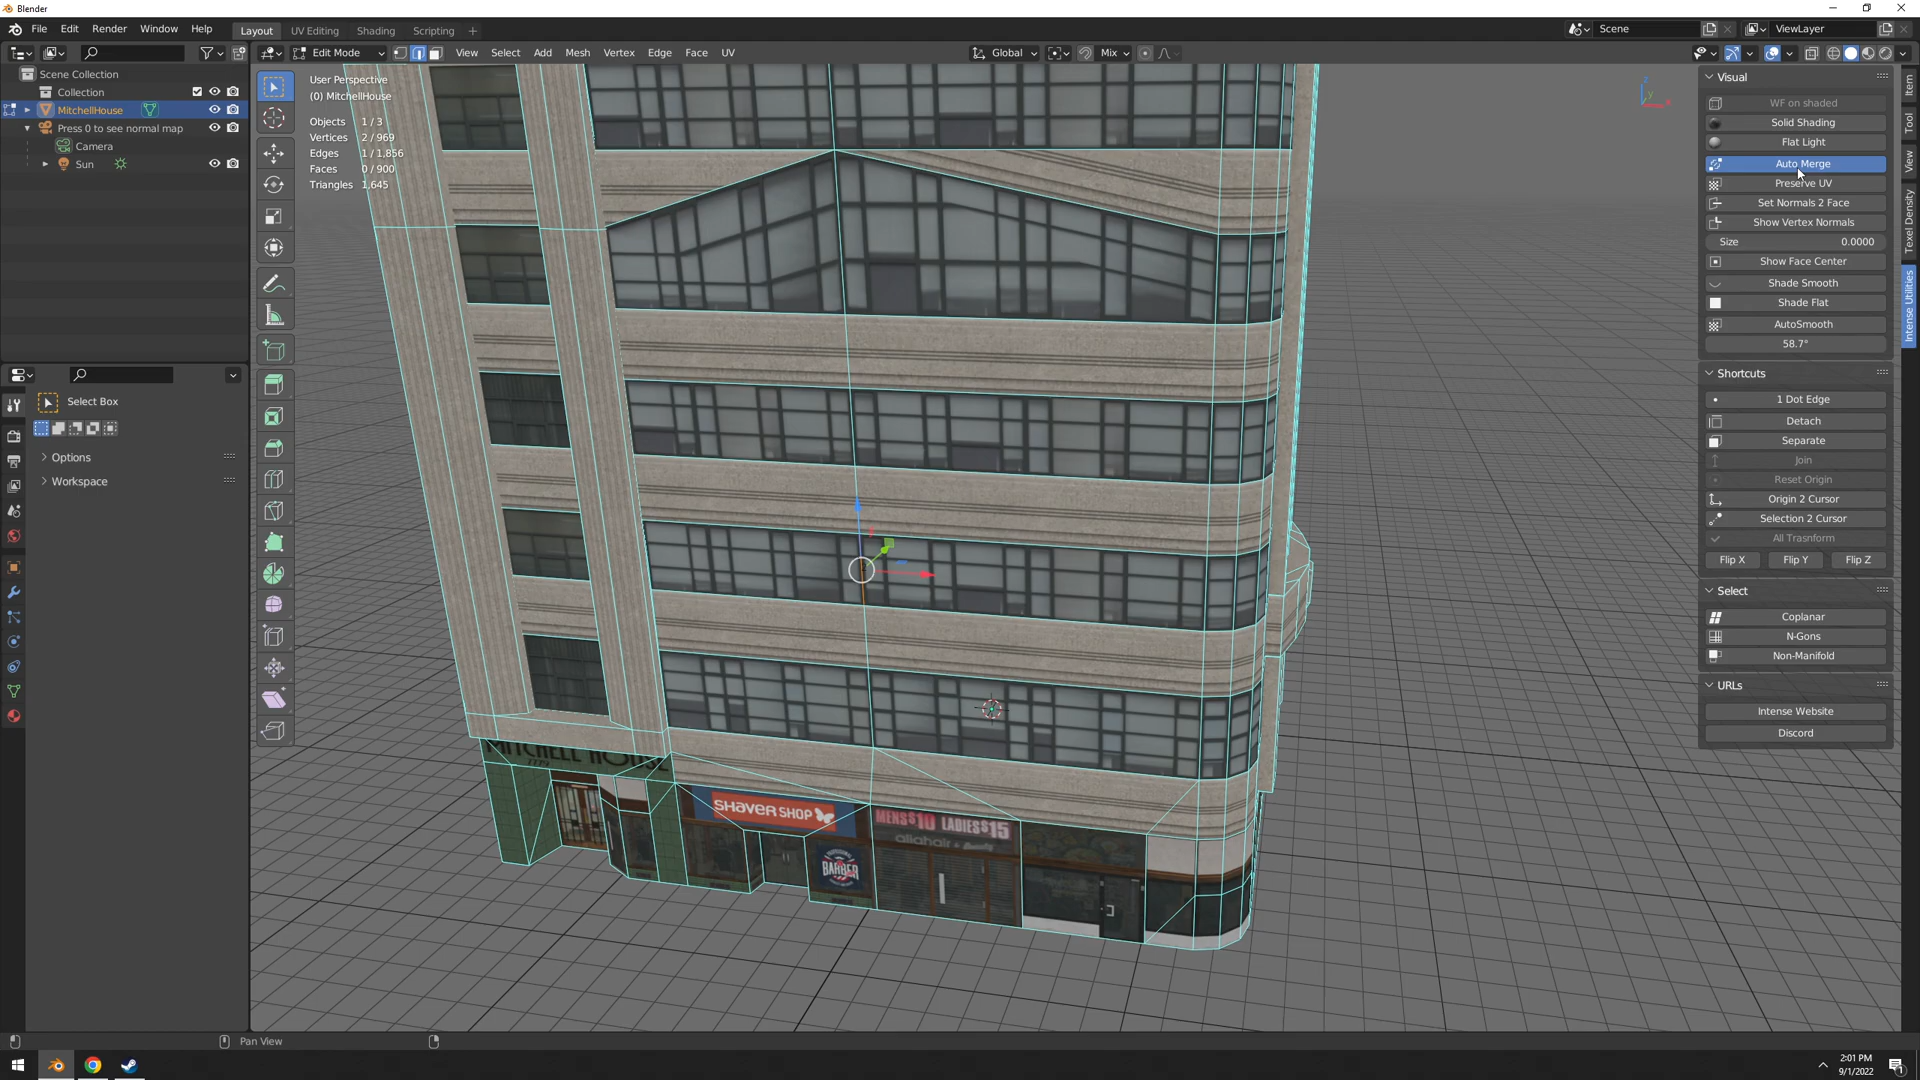 Blender
File Edit Render Window Help
Layout UV Editing Shading Scripting +
Scene
ViewLayer
Edit Mode
View Select Add Mesh Vertex Edge Face UV
Global
Mix
Scene Collection
Collection
MitchellHouse
Press 0 to see normal map
Camera
Sun
Select Box
Options
Workspace
User Perspective
(0) MitchellHouse
Objects 1 / 3
Vertices 2 / 969
Edges 1 / 1,856
Faces 0 / 900
Triangles 1,645
MITCHELL HOUSE
SHAVER SHOP
MENS$10 LADIES$15
aliahair
BARBER
Visual
WF on shaded
Solid Shading
Flat Light
Auto Merge
Preserve UV
Set Normals 2 Face
Show Vertex Normals
Size 0.0000
Show Face Center
Shade Smooth
Shade Flat
AutoSmooth
58.7°
Shortcuts
1 Dot Edge
Detach
Separate
Join
Reset Origin
Origin 2 Cursor
Selection 2 Cursor
All Trasnform
Flip X Flip Y Flip Z
Select
Coplanar
N-Gons
Non-Manifold
URLs
Intense Website
Discord
Item
Tool
View
Texel Density
Intense Utilities
Pan View
2:01 PM
9/1/2022